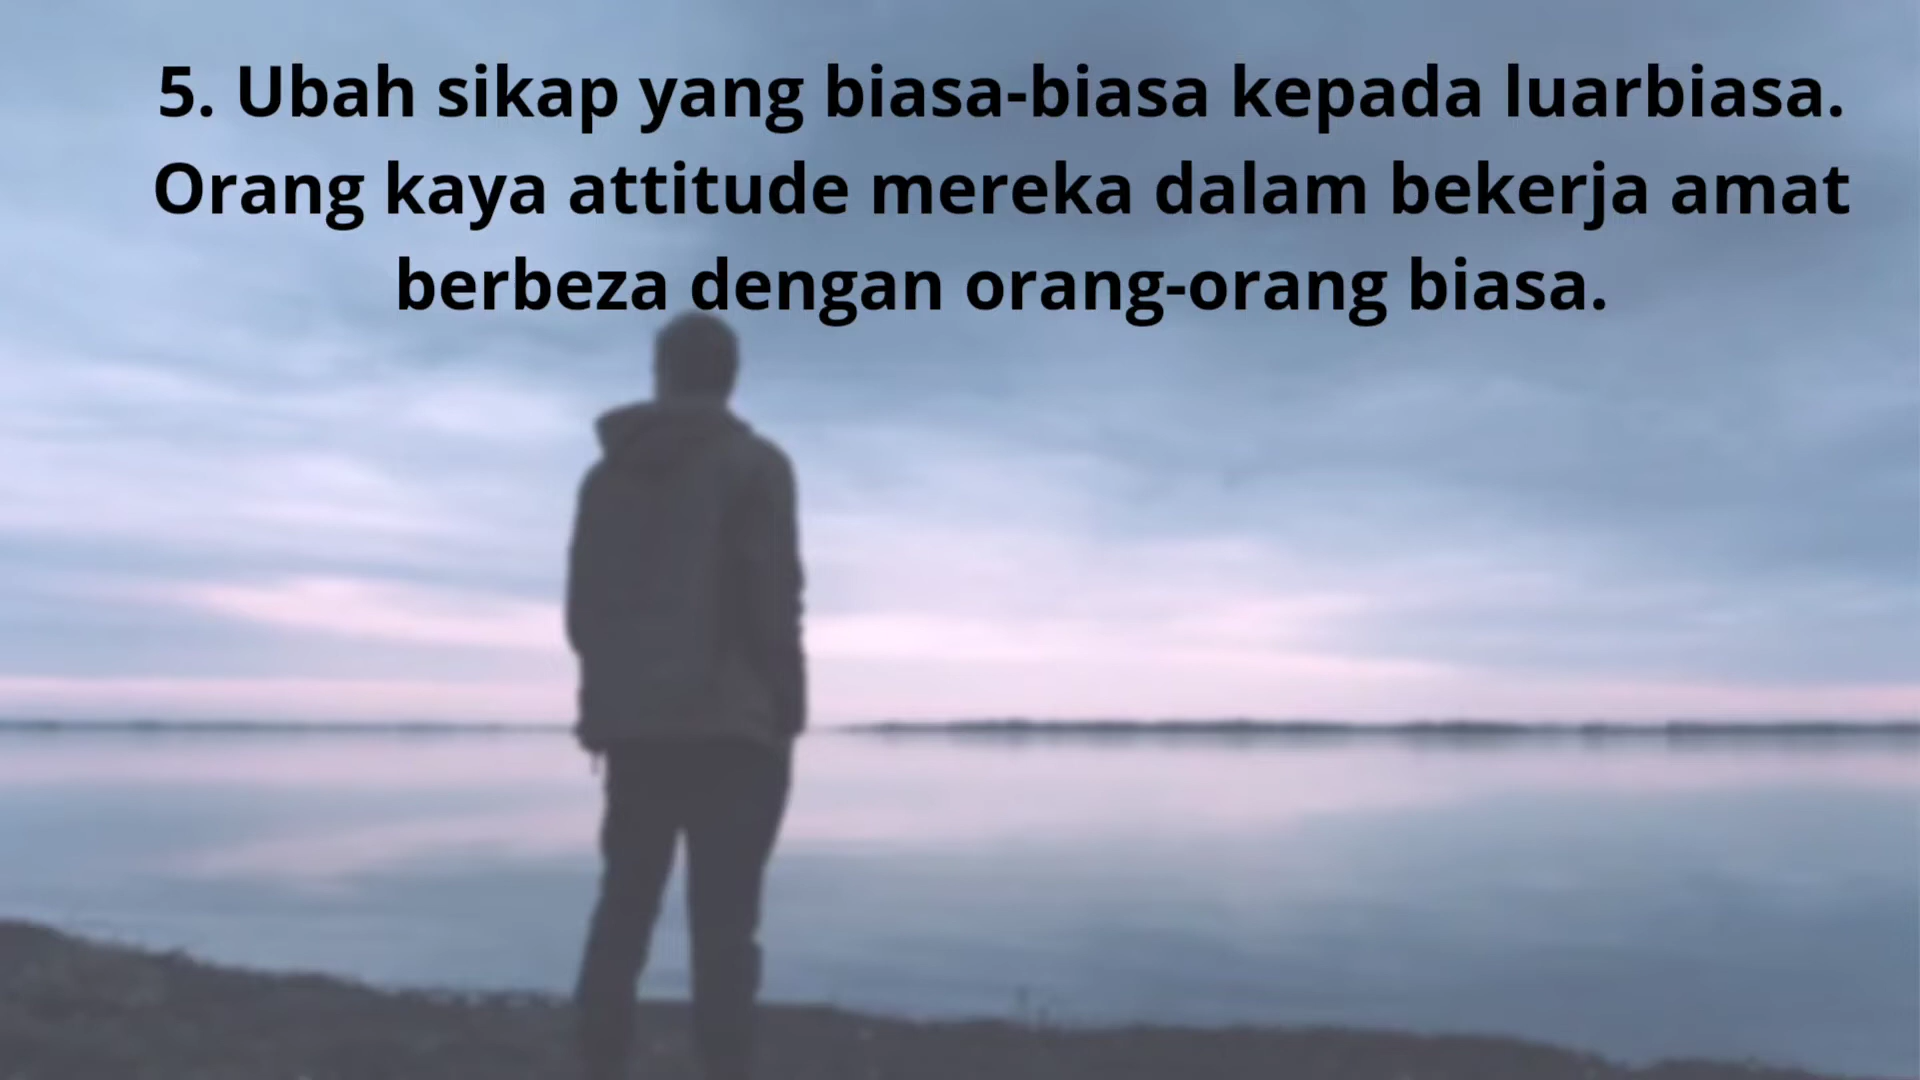 5. Ubah sikap yang biasa-biasa kepada luarbiasa.
Orang kaya attitude mereka dalam bekerja amat
berbeza dengan orang-orang biasa.